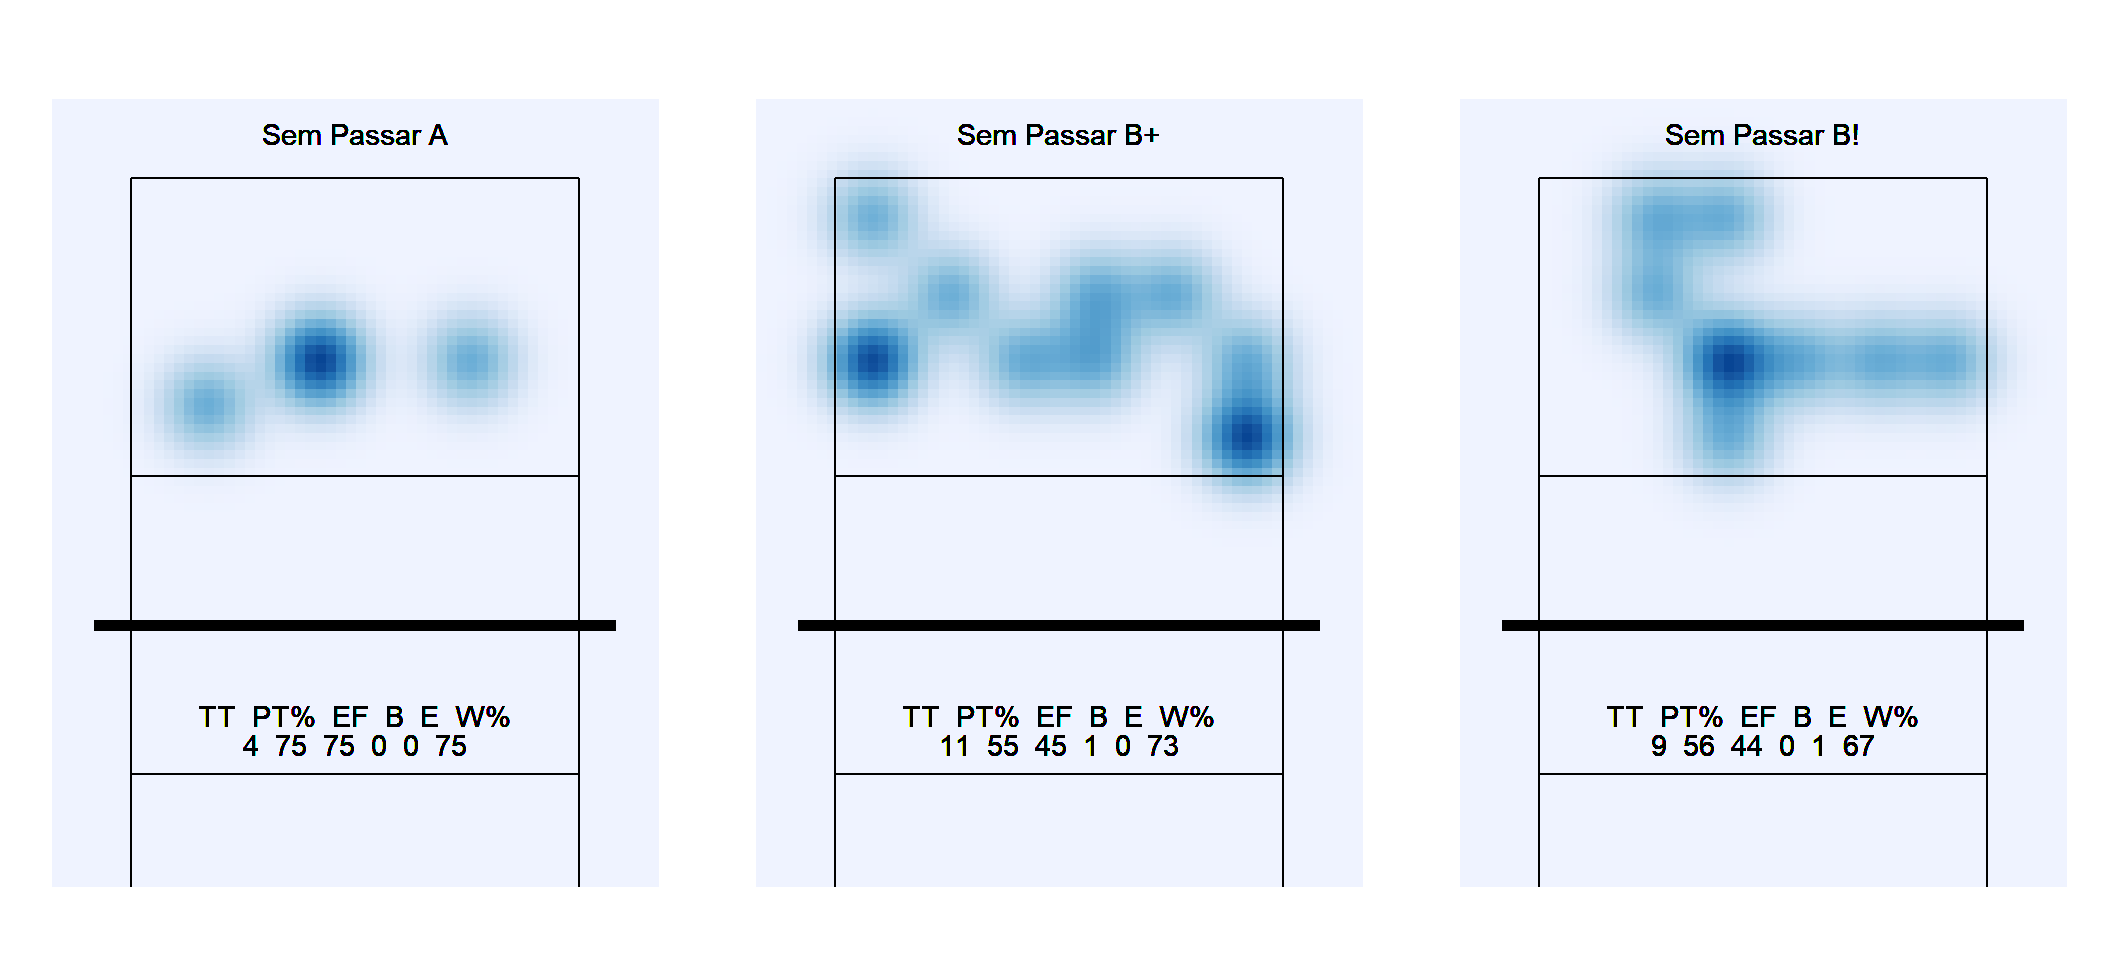 Sem Passar A
TT PT% EF B E W%
4 75 75 0 0 75
Sem Passar B+
TT PT% EF B E W%
11 55 45 1 0 73
Sem Passar B!
TT PT% EF B E W%
9 56 44 0 1 67